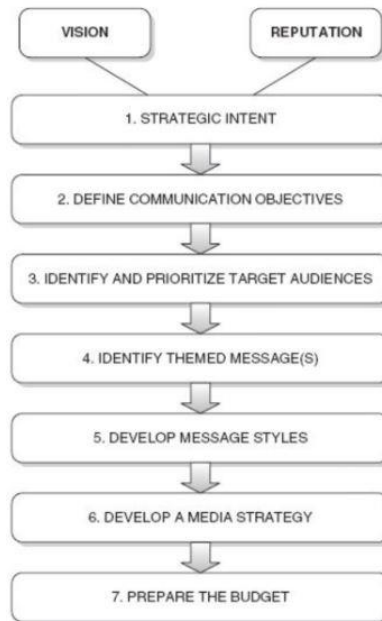 VISION
REPUTATION
1. STRATEGIC INTENT
2. DEFINE COMMUNICATION OBJECTIVES
3. IDENTIFY AND PRIORITIZE TARGET AUDIENCES
4. IDENTIFY THEMED MESSAGE(S)
5. DEVELOP MESSAGE STYLES
6. DEVELOP A MEDIA STRATEGY
7. PREPARE THE BUDGET